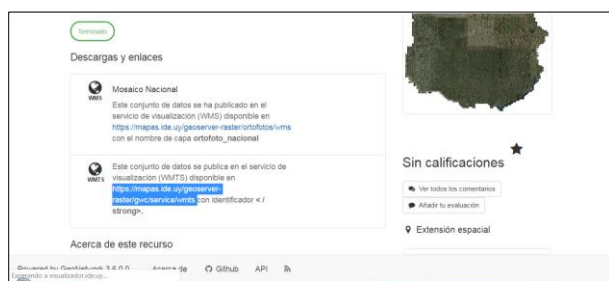 Terminado
Descargas y enlaces
WMS
Mosaico Nacional
Este conjunto de datos se ha publicado en el
servicio de visualización (WMS) disponible en
https://mapas.ide.uy/geoserver-raster/ortofotos/wms
con el nombre de capa ortofoto_nacional
WMTS
Este conjunto de datos se publica en el servicio de
visualización (WMTS) disponible en
https://mapas.ide.uy/geoserver-
raster/gwc/service/wmts con identificador < /
strong>.
Acerca de este recurso
Sin calificaciones
Ver todos los comentarios
Añadir tu evaluación
Extensión espacial
Powered by GeoNetwork 3.6.0.0
Acerca de
Github
API
Esperando a visualizador.ide.uy...